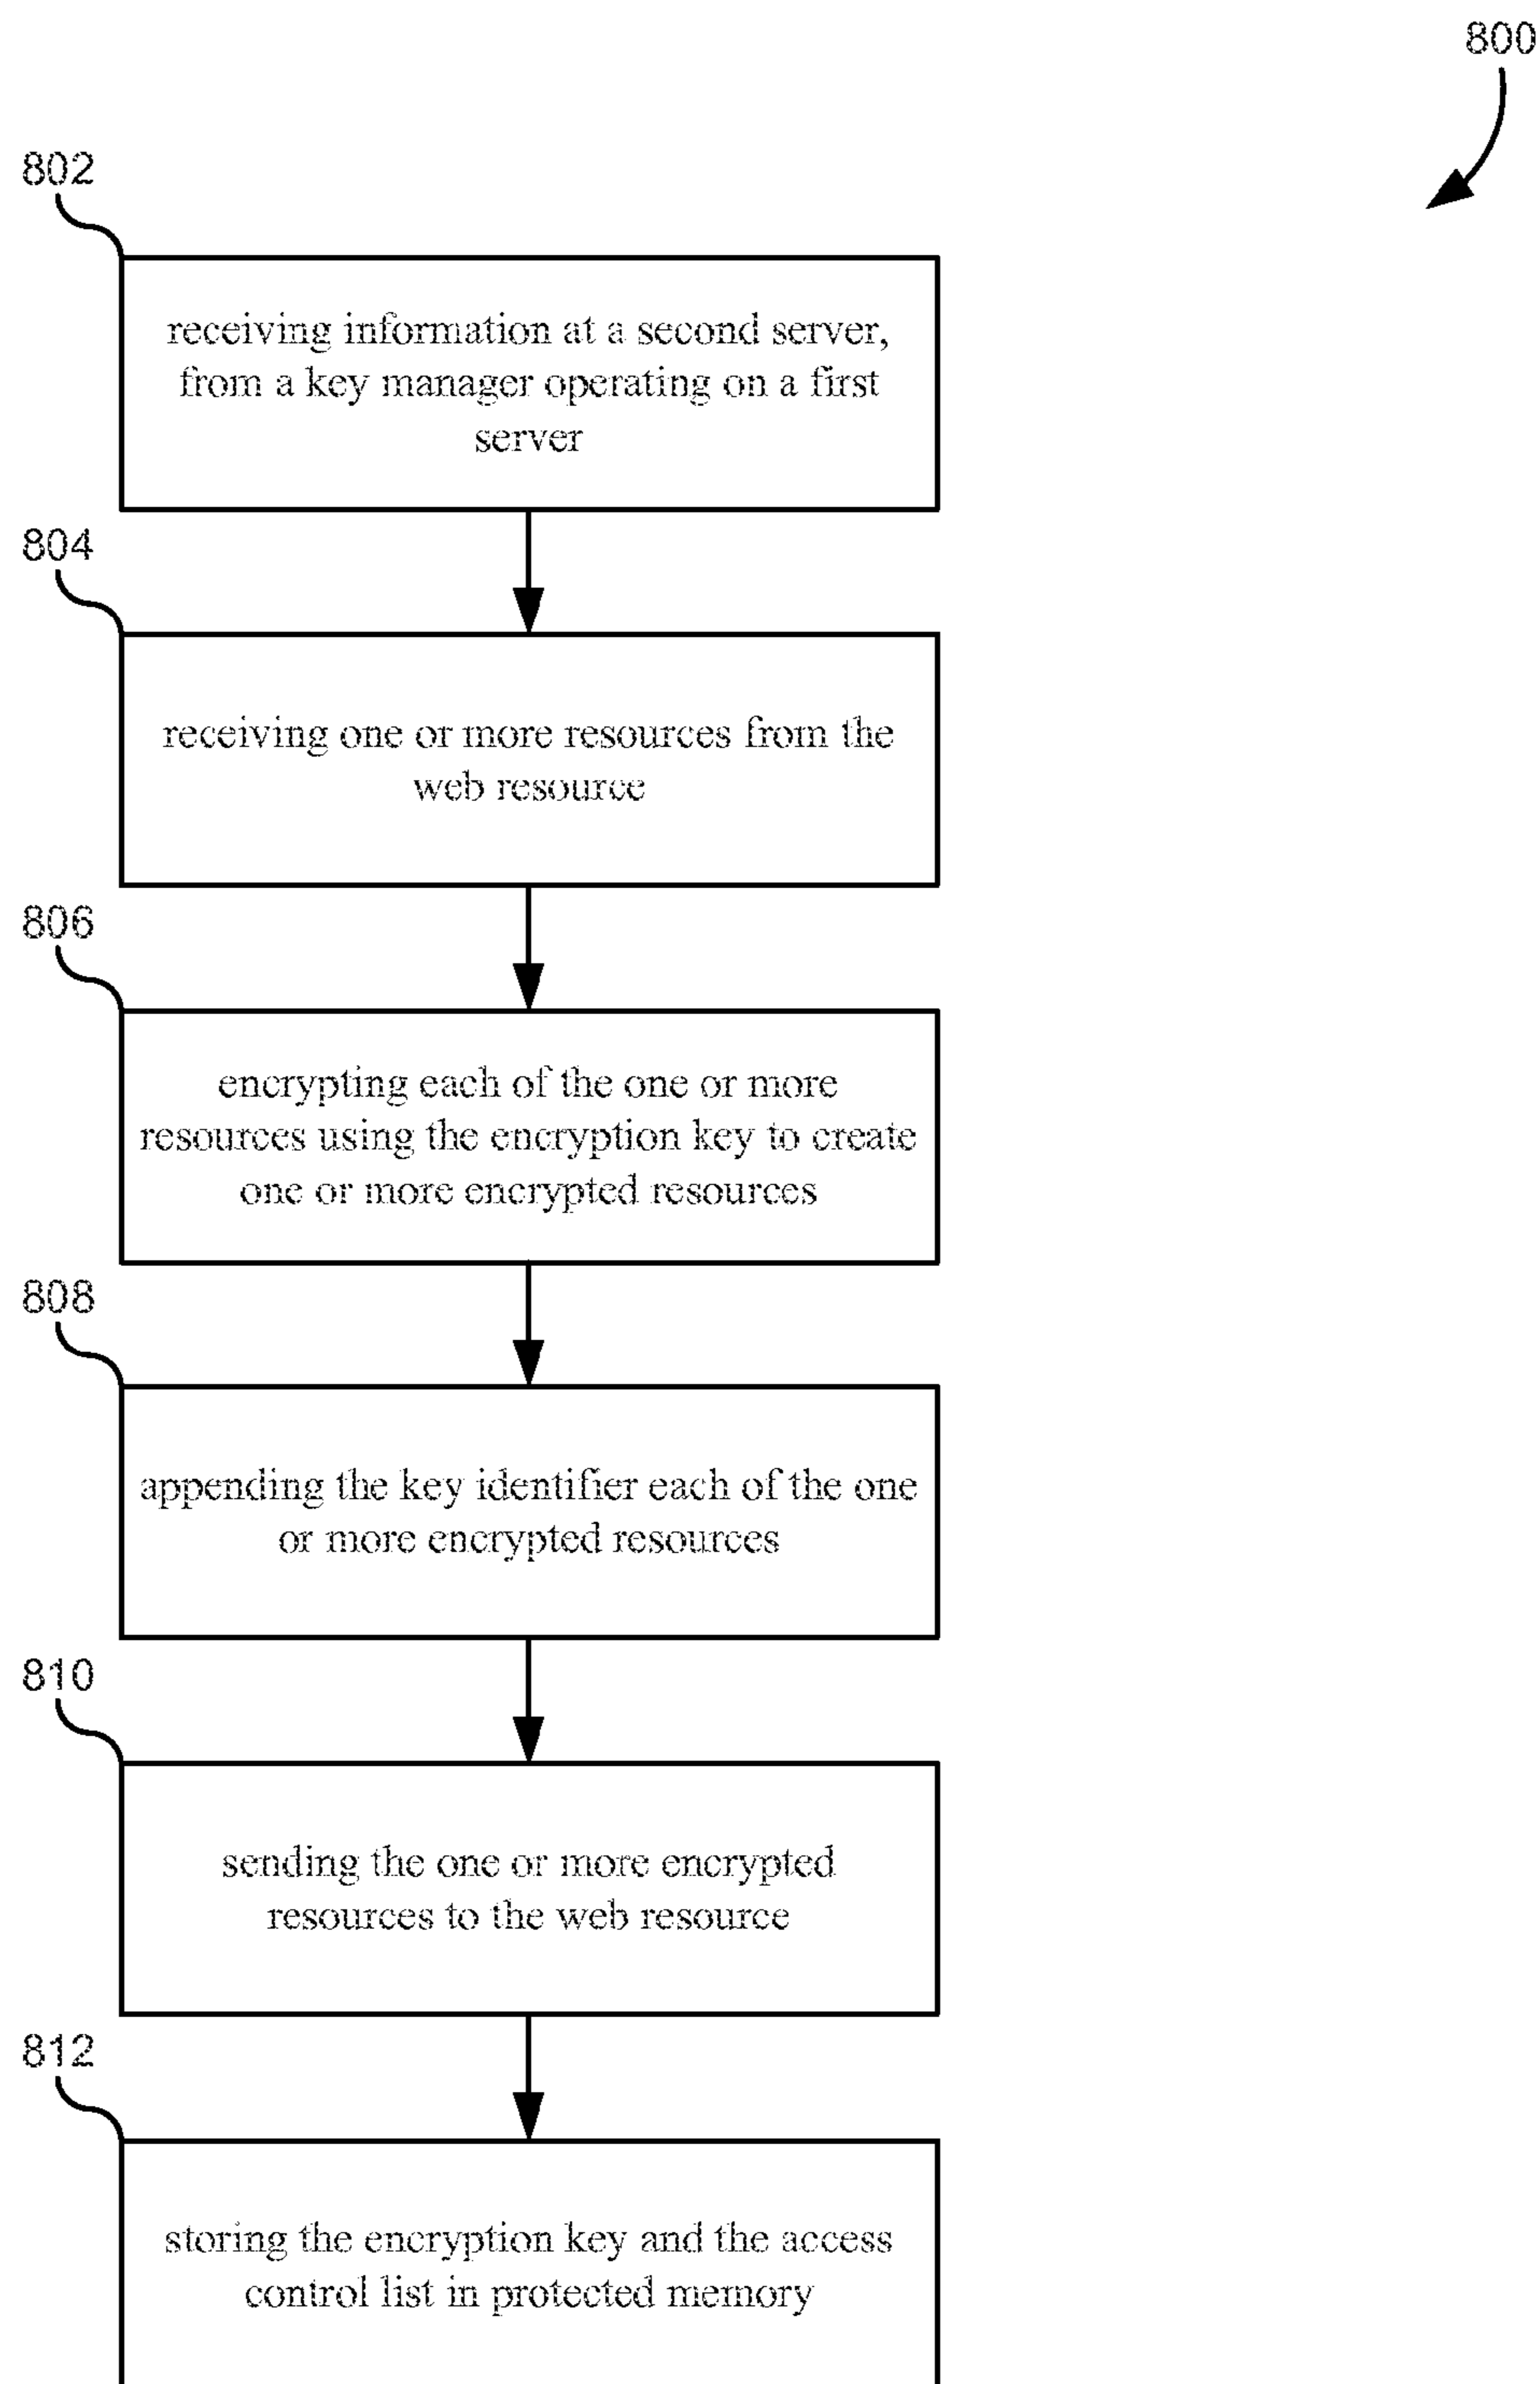 800
802
receiving information at a second server,
from a key manager operating on a first
server
804
receiving one or more resources from the
web resource
806
encrypting each of the one or more
resources using the encryption key to create
one or more encrypted resources
808
appending the key identifier each of the one
or more encrypted resources
810
sending the one or more encrypted
resources to the web resource
812
storing the encryption key and the access
control list in protected memory